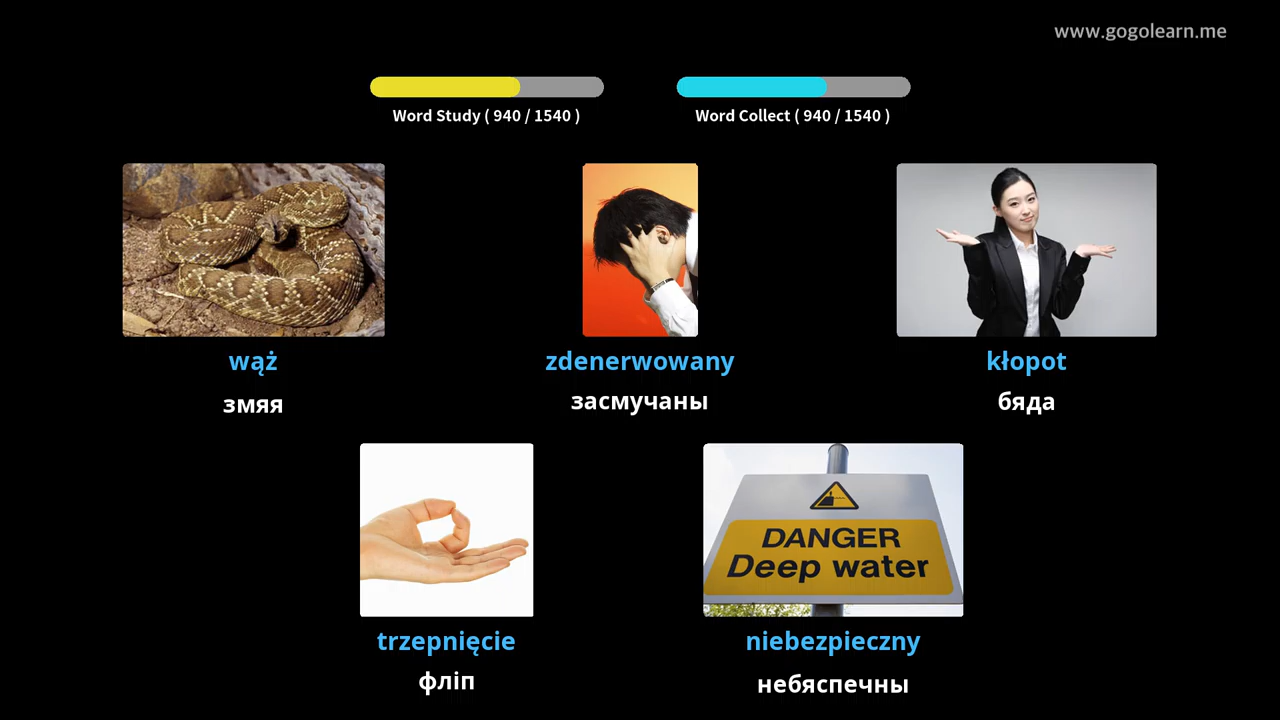 www.gogolearn.me
Word Study ( 940 / 1540 )
Word Collect ( 940 / 1540 )
wąż
zdenerwowany
kłopot
змяя
засмучаны
бяда
DANGER
Deep water
trzepnięcie
niebezpieczny
фліп
небяспечны